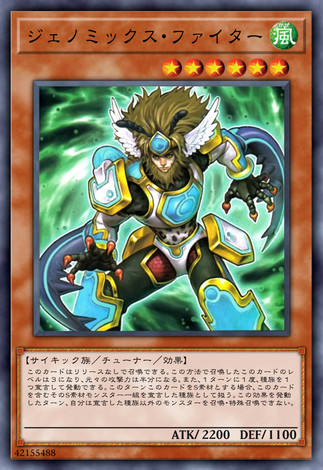 ジェノミックス・ファイター
風
【サイキック族／チューナー／効果】
このカードはリリースなしで召喚できる。この方法で召喚したこのカードのレ
ベルは３になり、元々の攻撃力は半分になる。また、１ターンに１度、種族を１
つ宣言して発動できる。このターンこのカードをS素材とする場合、このカード
を含むそのS素材モンスター一組を宣言した種族として扱う。この効果を発動
したターン、自分は宣言した種族以外のモンスターを召喚・特殊召喚できない。
ATK/ 2200 DEF/1100
42155488